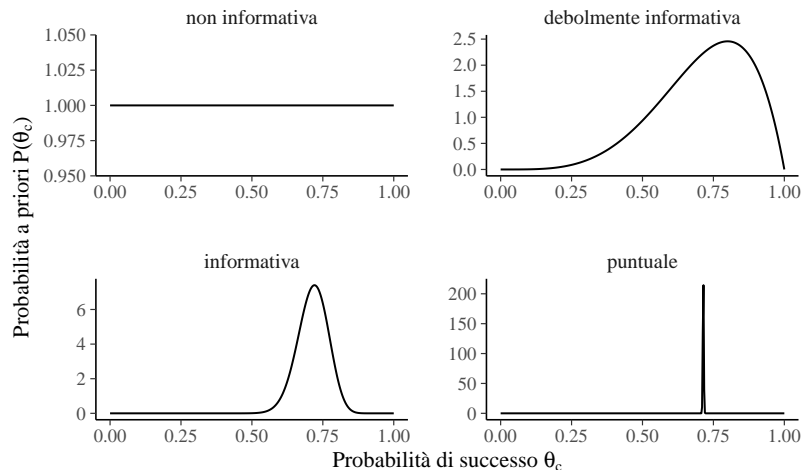 non informativa
1.050
1.025
1.000
0.975
0.950
0.00 0.25 0.50 0.75 1.00
debolmente informativa
2.5
2.0
1.5
1.0
0.5
0.0
0.00 0.25 0.50 0.75 1.00
Probabilità a priori P(θc)
informativa
6
4
2
0
0.00 0.25 0.50 0.75 1.00
puntuale
200
150
100
50
0
0.00 0.25 0.50 0.75 1.00
Probabilità di successo θc